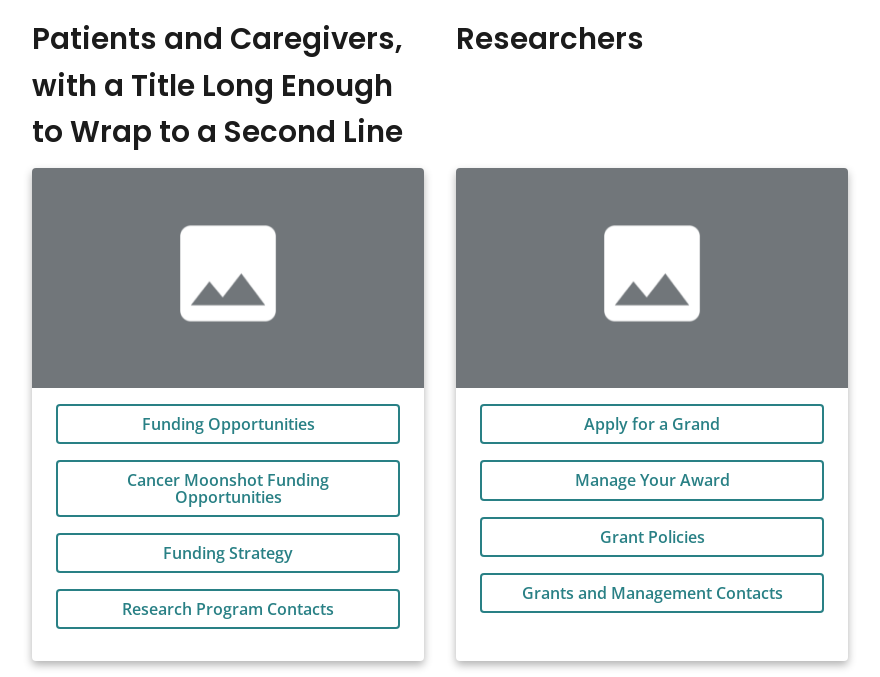 Patients and Caregivers,
with a Title Long Enough
to Wrap to a Second Line
Funding Opportunities
Cancer Moonshot Funding
Opportunities
Funding Strategy
Research Program Contacts
Researchers
Apply for a Grand
Manage Your Award
Grant Policies
Grants and Management Contacts